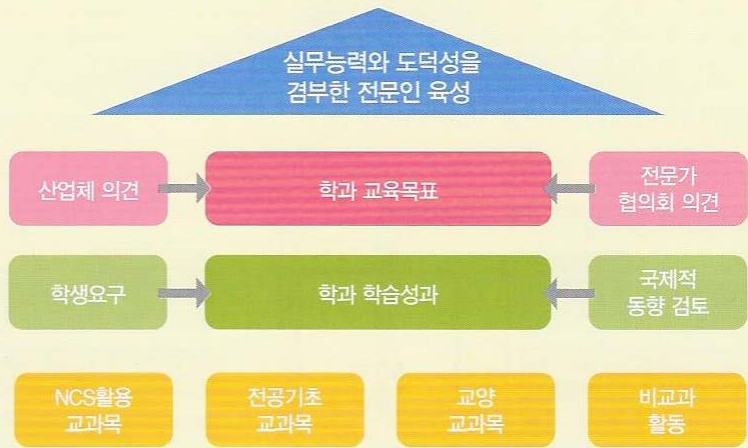 실무능력와 도덕성을
겸부한 전문인 육성
산업체 의견
학과 교육목표
전문가
협의회 의견
학생요구
학과 학습성과
국제적
동향 검토
NCS활용
교과목
전공기초
교과목
교양
교과목
비교과
활동